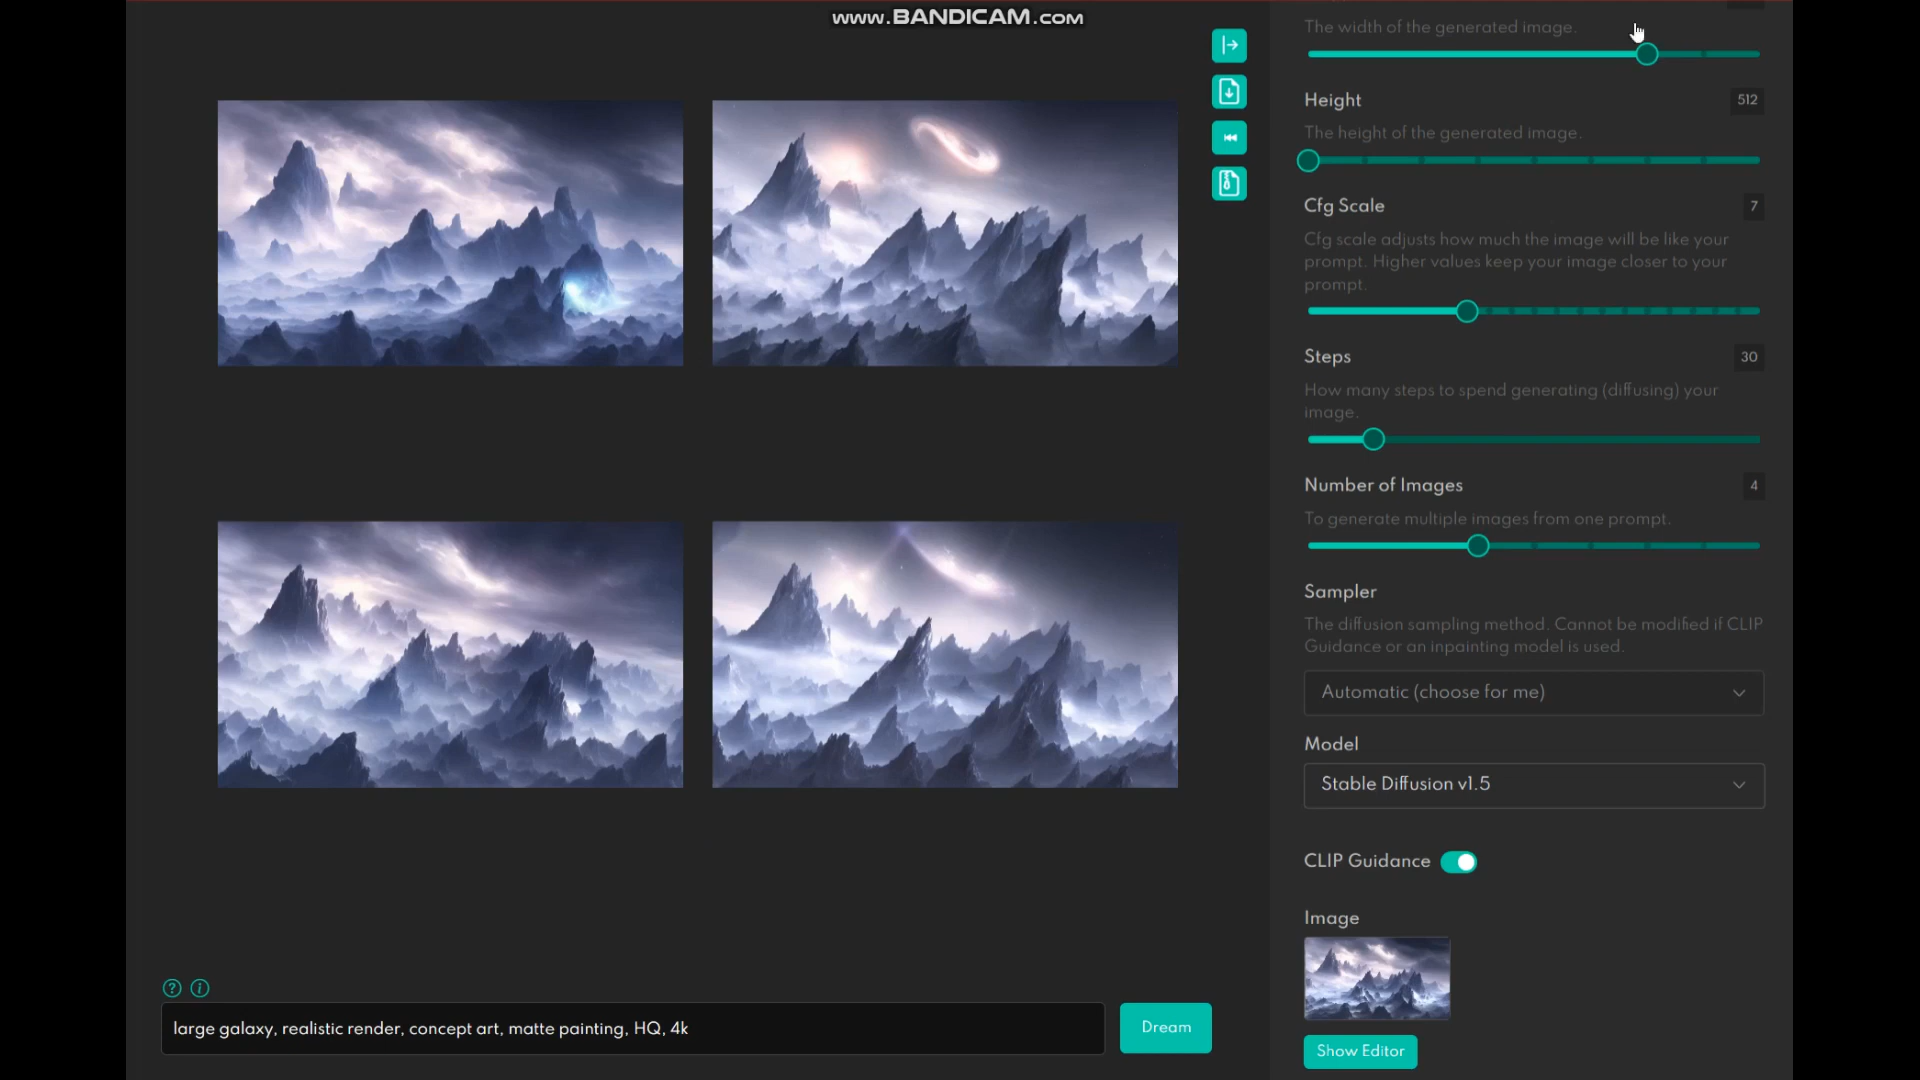 www.BANDICAM.com
The width of the generated image.
Height
512
The height of the generated image.
Cfg Scale
7
Cfg scale adjusts how much the image will be like your
prompt. Higher values keep your image closer to your
prompt.
Steps
30
How many steps to spend generating (diffusing) your
image.
Number of Images
4
To generate multiple images from one prompt.
Sampler
The diffusion sampling method. Cannot be modified if CLIP
Guidance or an inpainting model is used.
Automatic (choose for me)
Model
Stable Diffusion v1.5
CLIP Guidance
Image
Show Editor
large galaxy, realistic render, concept art, matte painting, HQ, 4k
Dream